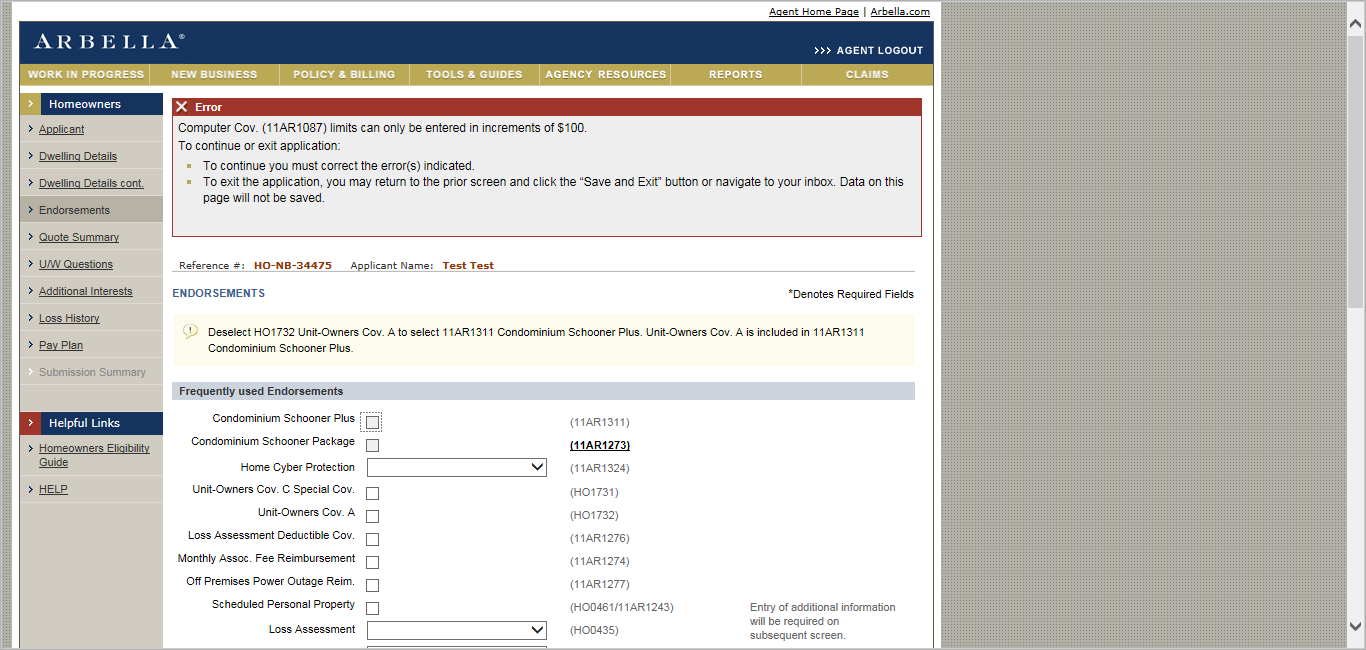 Agent Home Page | Arbella.com
ARBELLA®
>>> AGENT LOGOUT
WORK IN PROGRESS NEW BUSINESS POLICY & BILLING TOOLS & GUIDES AGENCY RESOURCES REPORTS CLAIMS
Homeowners
Applicant
Dwelling Details
Dwelling Details cont.
Endorsements
Quote Summary
U/W Questions
Additional Interests
Loss History
Pay Plan
Submission Summary
Helpful Links
Homeowners Eligibility
Guide
HELP
Error
Computer Cov. (11AR1087) limits can only be entered in increments of $100.
To continue or exit application:
To continue you must correct the error(s) indicated.
To exit the application, you may return to the prior screen and click the “Save and Exit” button or navigate to your inbox. Data on this
page will not be saved.
Reference #: HO-NB-34475 Applicant Name: Test Test
ENDORSEMENTS
*Denotes Required Fields
Deselect HO1732 Unit-Owners Cov. A to select 11AR1311 Condominium Schooner Plus. Unit-Owners Cov. A is included in 11AR1311
Condominium Schooner Plus.
Frequently used Endorsements
Condominium Schooner Plus (11AR1311)
Condominium Schooner Package (11AR1273)
Home Cyber Protection (11AR1324)
Unit-Owners Cov. C Special Cov. (HO1731)
Unit-Owners Cov. A (HO1732)
Loss Assessment Deductible Cov. (11AR1276)
Monthly Assoc. Fee Reimbursement (11AR1274)
Off Premises Power Outage Reim. (11AR1277)
Scheduled Personal Property (HO0461/11AR1243)
Entry of additional information
will be required on
subsequent screen.
Loss Assessment (HO0435)